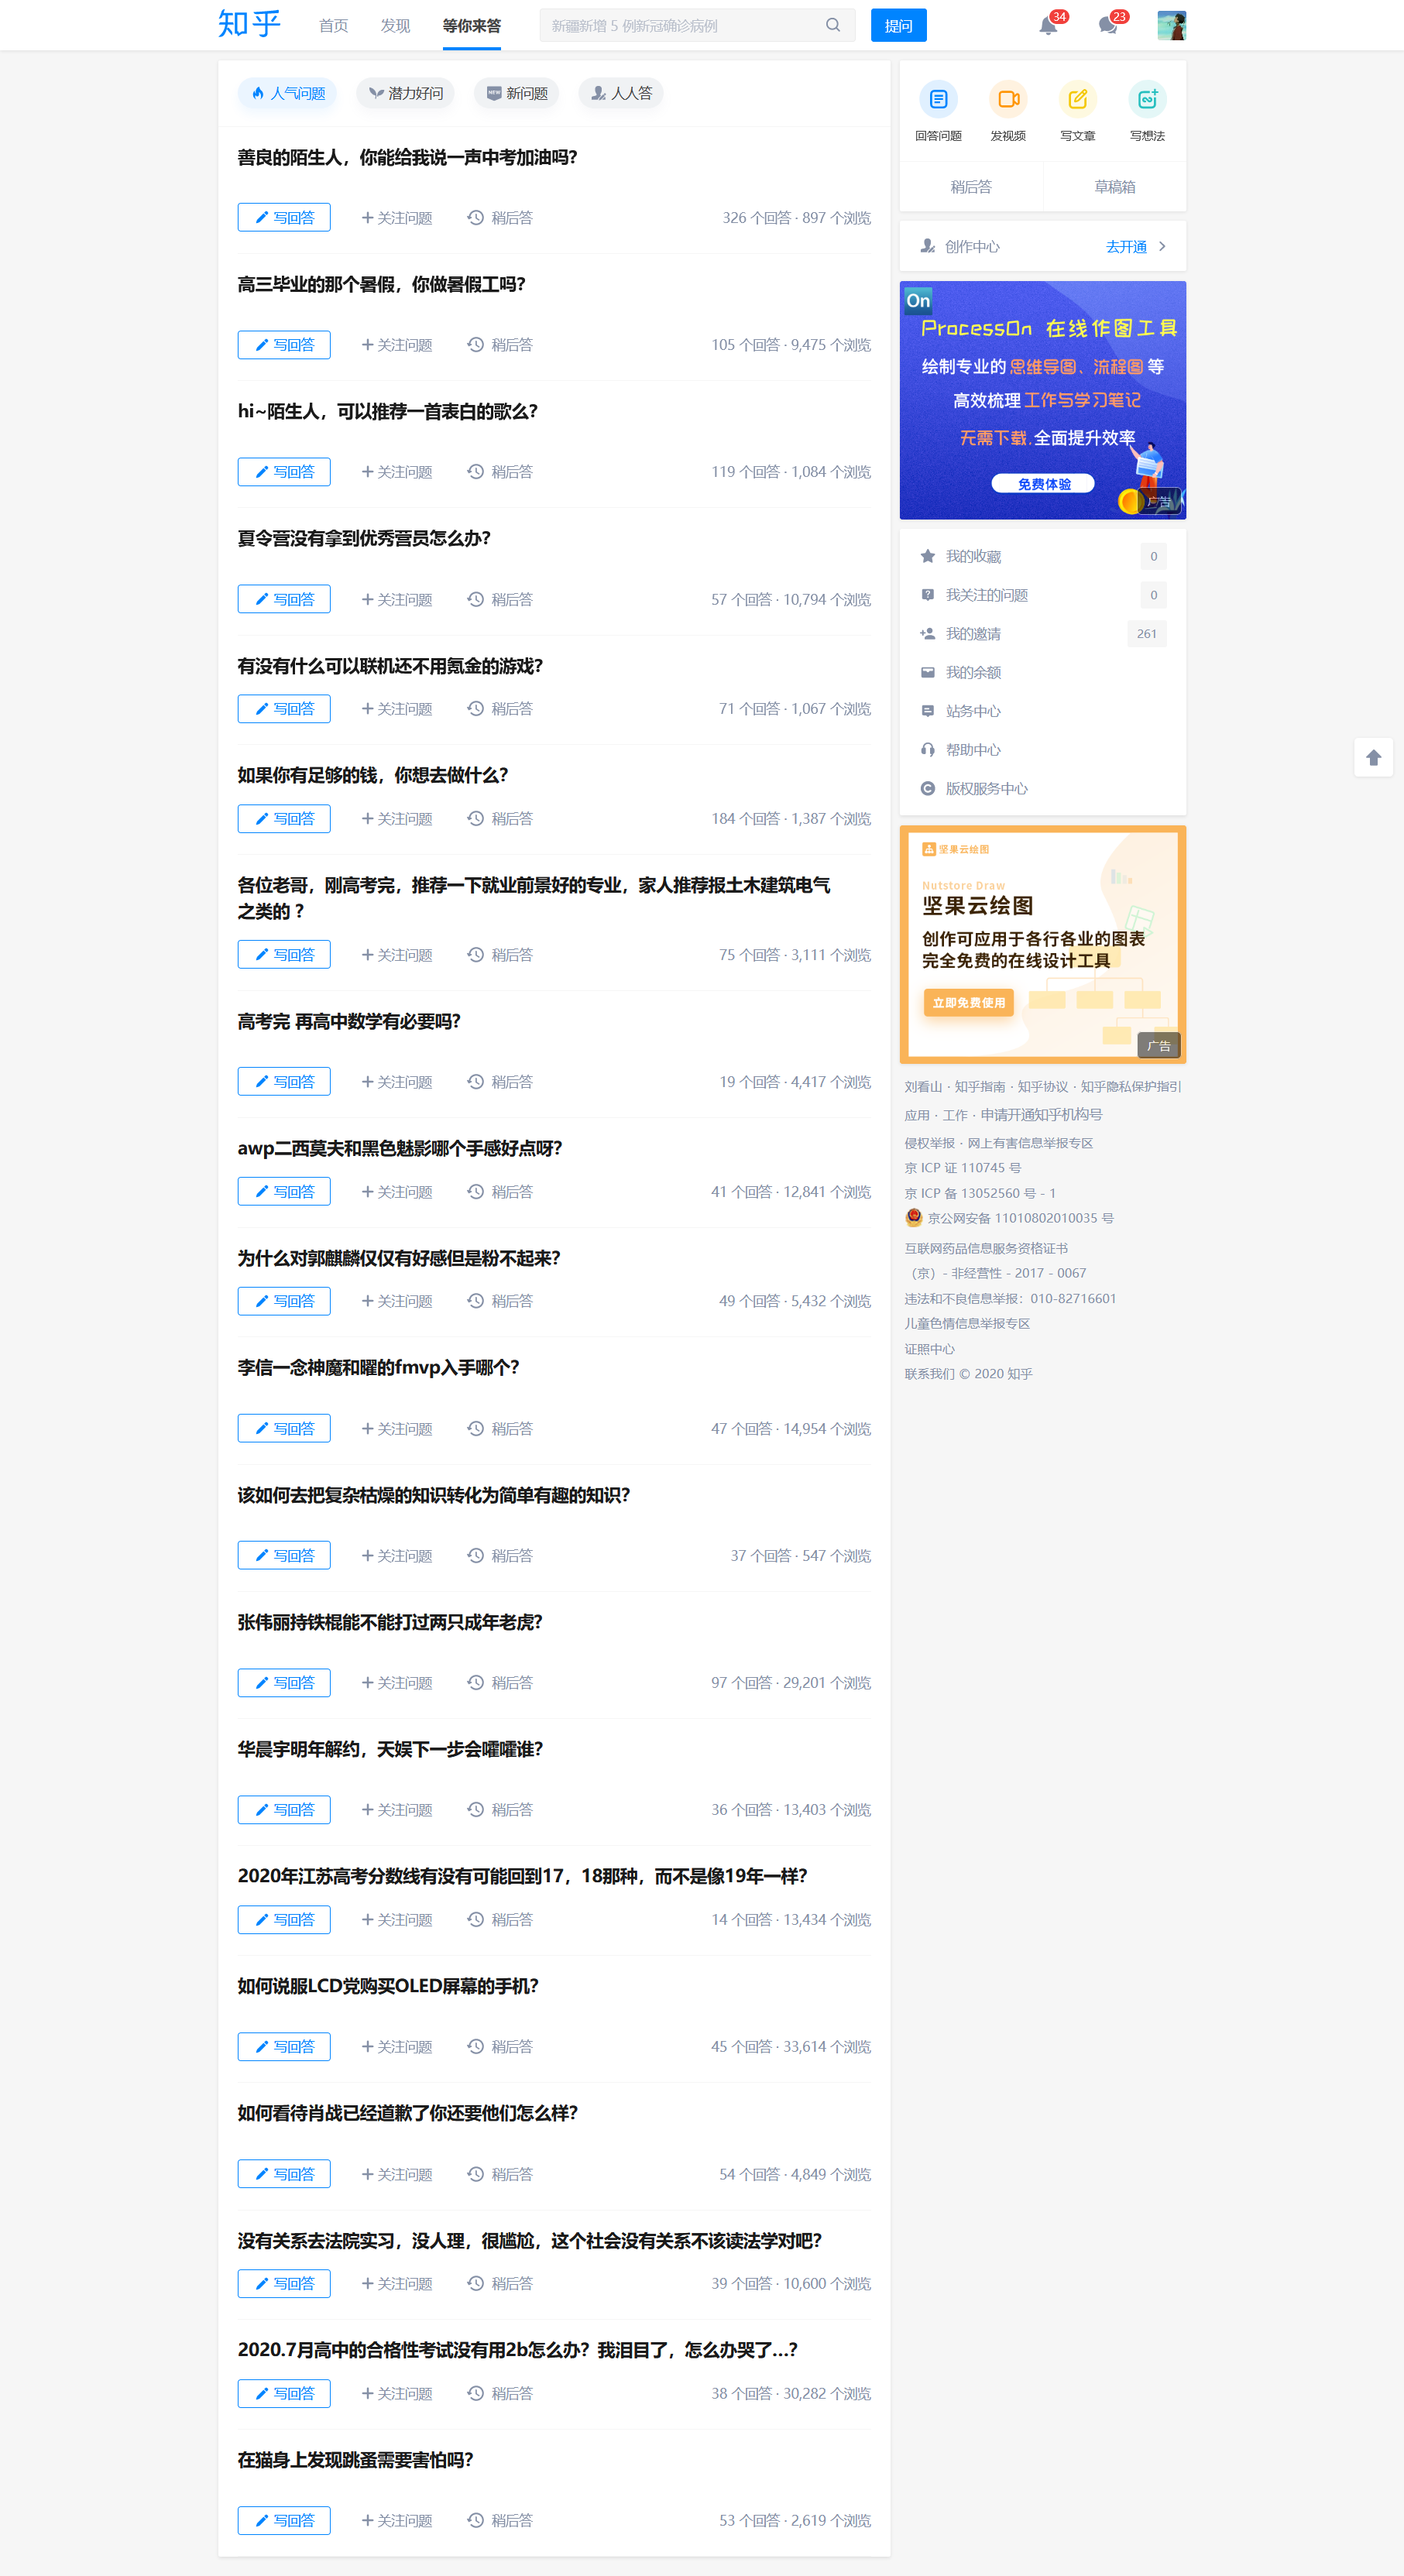 知乎 首页 发现 等你来答 新疆新增 5 例新冠确诊病例 提问 34 23
人气问题 潜力好问 NEW 新问题 人人答
善良的陌生人，你能给我说一声中考加油吗？
写回答 关注问题 稍后答 326 个回答 · 897 个浏览
高三毕业的那个暑假，你做暑假工吗？
写回答 关注问题 稍后答 105 个回答 · 9,475 个浏览
hi~陌生人，可以推荐一首表白的歌么？
写回答 关注问题 稍后答 119 个回答 · 1,084 个浏览
夏令营没有拿到优秀营员怎么办？
写回答 关注问题 稍后答 57 个回答 · 10,794 个浏览
有没有什么可以联机还不用氪金的游戏？
写回答 关注问题 稍后答 71 个回答 · 1,067 个浏览
如果你有足够的钱，你想去做什么？
写回答 关注问题 稍后答 184 个回答 · 1,387 个浏览
各位老哥，刚高考完，推荐一下就业前景好的专业，家人推荐报土木建筑电气
之类的 ？
写回答 关注问题 稍后答 75 个回答 · 3,111 个浏览
高考完 再高中数学有必要吗？
写回答 关注问题 稍后答 19 个回答 · 4,417 个浏览
awp二西莫夫和黑色魅影哪个手感好点呀？
写回答 关注问题 稍后答 41 个回答 · 12,841 个浏览
为什么对郭麒麟仅仅有好感但是粉不起来？
写回答 关注问题 稍后答 49 个回答 · 5,432 个浏览
李信一念神魔和曜的fmvp入手哪个？
写回答 关注问题 稍后答 47 个回答 · 14,954 个浏览
该如何去把复杂枯燥的知识转化为简单有趣的知识？
写回答 关注问题 稍后答 37 个回答 · 547 个浏览
张伟丽持铁棍能不能打过两只成年老虎？
写回答 关注问题 稍后答 97 个回答 · 29,201 个浏览
华晨宇明年解约，天娱下一步会嚯嚯谁？
写回答 关注问题 稍后答 36 个回答 · 13,403 个浏览
2020年江苏高考分数线有没有可能回到17，18那种，而不是像19年一样？
写回答 关注问题 稍后答 14 个回答 · 13,434 个浏览
如何说服LCD党购买OLED屏幕的手机？
写回答 关注问题 稍后答 45 个回答 · 33,614 个浏览
如何看待肖战已经道歉了你还要他们怎么样？
写回答 关注问题 稍后答 54 个回答 · 4,849 个浏览
没有关系去法院实习，没人理，很尴尬，这个社会没有关系不该读法学对吧？
写回答 关注问题 稍后答 39 个回答 · 10,600 个浏览
2020.7月高中的合格性考试没有用2b怎么办？我泪目了，怎么办哭了…？
写回答 关注问题 稍后答 38 个回答 · 30,282 个浏览
在猫身上发现跳蚤需要害怕吗？
写回答 关注问题 稍后答 53 个回答 · 2,619 个浏览
回答问题 发视频 写文章 写想法
稍后答 草稿箱
创作中心 去开通
On
ProcessOn 在线作图工具
绘制专业的思维导图、流程图等
高效梳理工作与学习笔记
无需下载,全面提升效率
免费体验
广告
我的收藏 0
我关注的问题 0
我的邀请 261
我的余额
站务中心
帮助中心
版权服务中心
坚果云绘图
Nutstore Draw
坚果云绘图
创作可应用于各行各业的图表
完全免费的在线设计工具
立即免费使用
广告
刘看山 · 知乎指南 · 知乎协议 · 知乎隐私保护指引
应用 · 工作 · 申请开通知乎机构号
侵权举报 · 网上有害信息举报专区
京 ICP 证 110745 号
京 ICP 备 13052560 号 - 1
京公网安备 11010802010035 号
互联网药品信息服务资格证书
（京）- 非经营性 - 2017 - 0067
违法和不良信息举报：010-82716601
儿童色情信息举报专区
证照中心
联系我们 © 2020 知乎